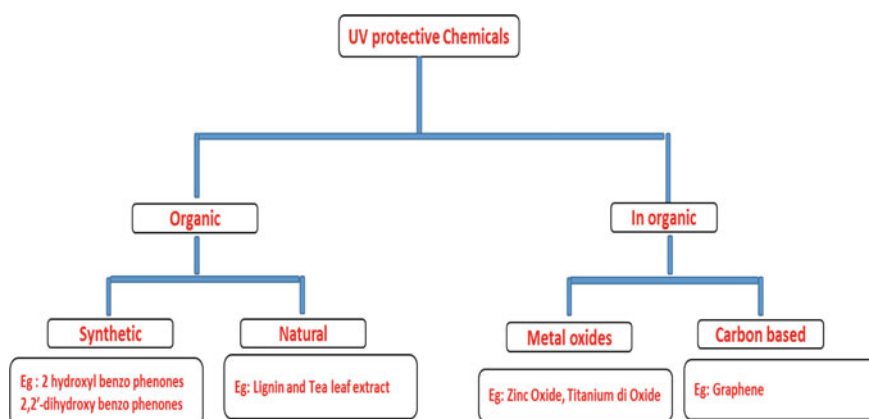 UV protective Chemicals
Organic
In organic
Synthetic
Natural
Metal oxides
Carbon based
Eg : 2 hydroxyl benzo phenones
2,2'-dihydroxy benzo phenones
Eg: Lignin and Tea leaf extract
Eg: Zinc Oxide, Titanium di Oxide
Eg: Graphene